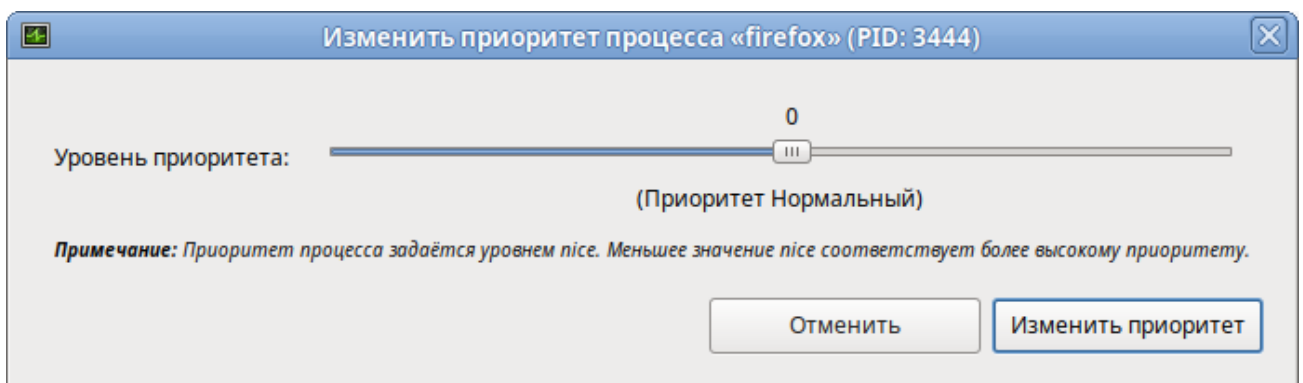 Изменить приоритет процесса «firefox» (PID: 3444)
0
Уровень приоритета:
(Приоритет Нормальный)
Примечание: Приоритет процесса задаётся уровнем nice. Меньшее значение nice соответствует более высокому приоритету.
Отменить
Изменить приоритет